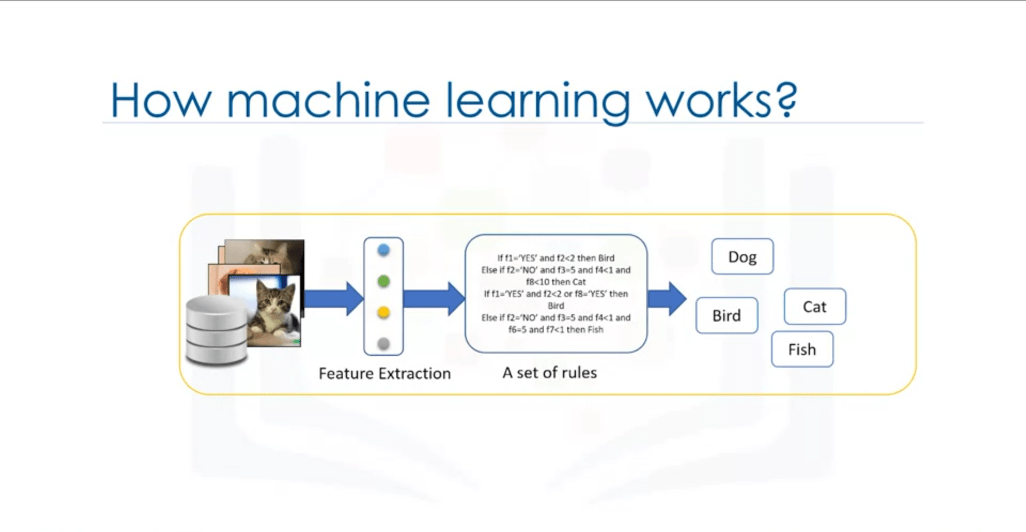 How machine learning works?
If f1='YES' and f2<2 then Bird
Else if f2='NO' and f3=5 and f4<1 and
f8<10 then Cat
If f1='YES' and f2<2 or f8='YES' then
Bird
Else if f2='NO' and f3=5 and f4<1 and
f6=5 and f7<1 then Fish
Feature Extraction
A set of rules
Dog
Bird
Cat
Fish